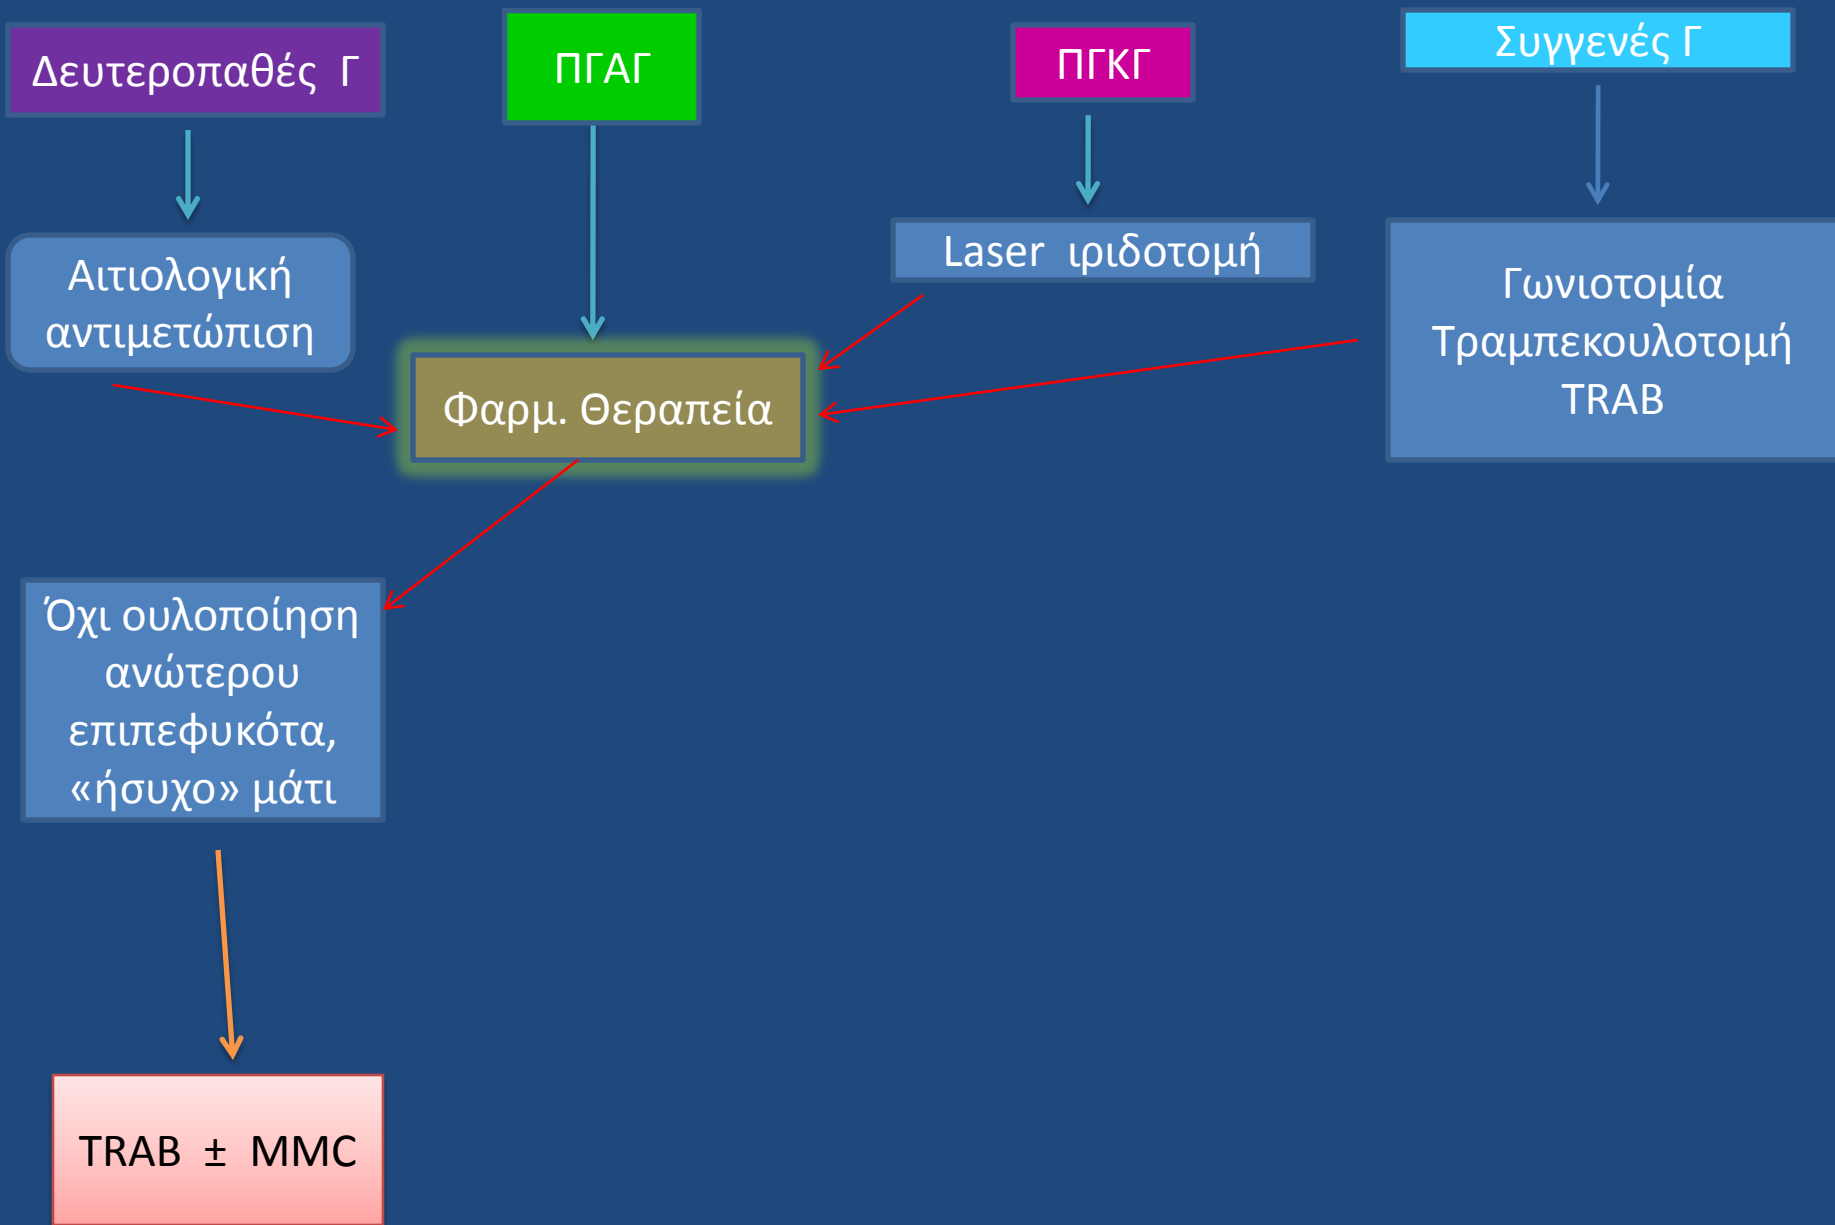 Δευτεροπαθές Γ
ΠΓΑΓ
ΠΓΚΓ
Συγγενές Γ
Αιτιολογική
αντιμετώπιση
Laser ιριδοτομή
Γωνιοτομία
Τραμπεκουλοτομή
TRAB
Φαρμ. Θεραπεία
Όχι ουλοποίηση
ανώτερου
επιπεφυκότα,
«ήσυχο» μάτι
TRAB ± MMC